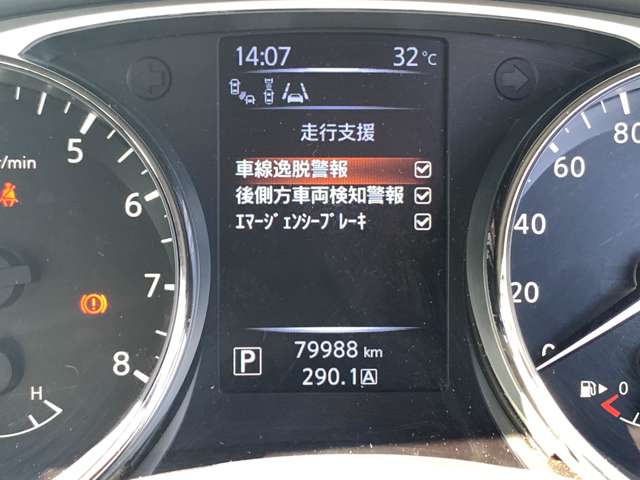 14:07 32℃
走行支援
車線逸脱警報
後側方車両検知警報
ｴﾏｰｼﾞｪﾝｼｰﾌﾞﾚｰｷ
P 79988 km
290.1 A
r/min
5
6
7
8
H
80
60
40
20
0